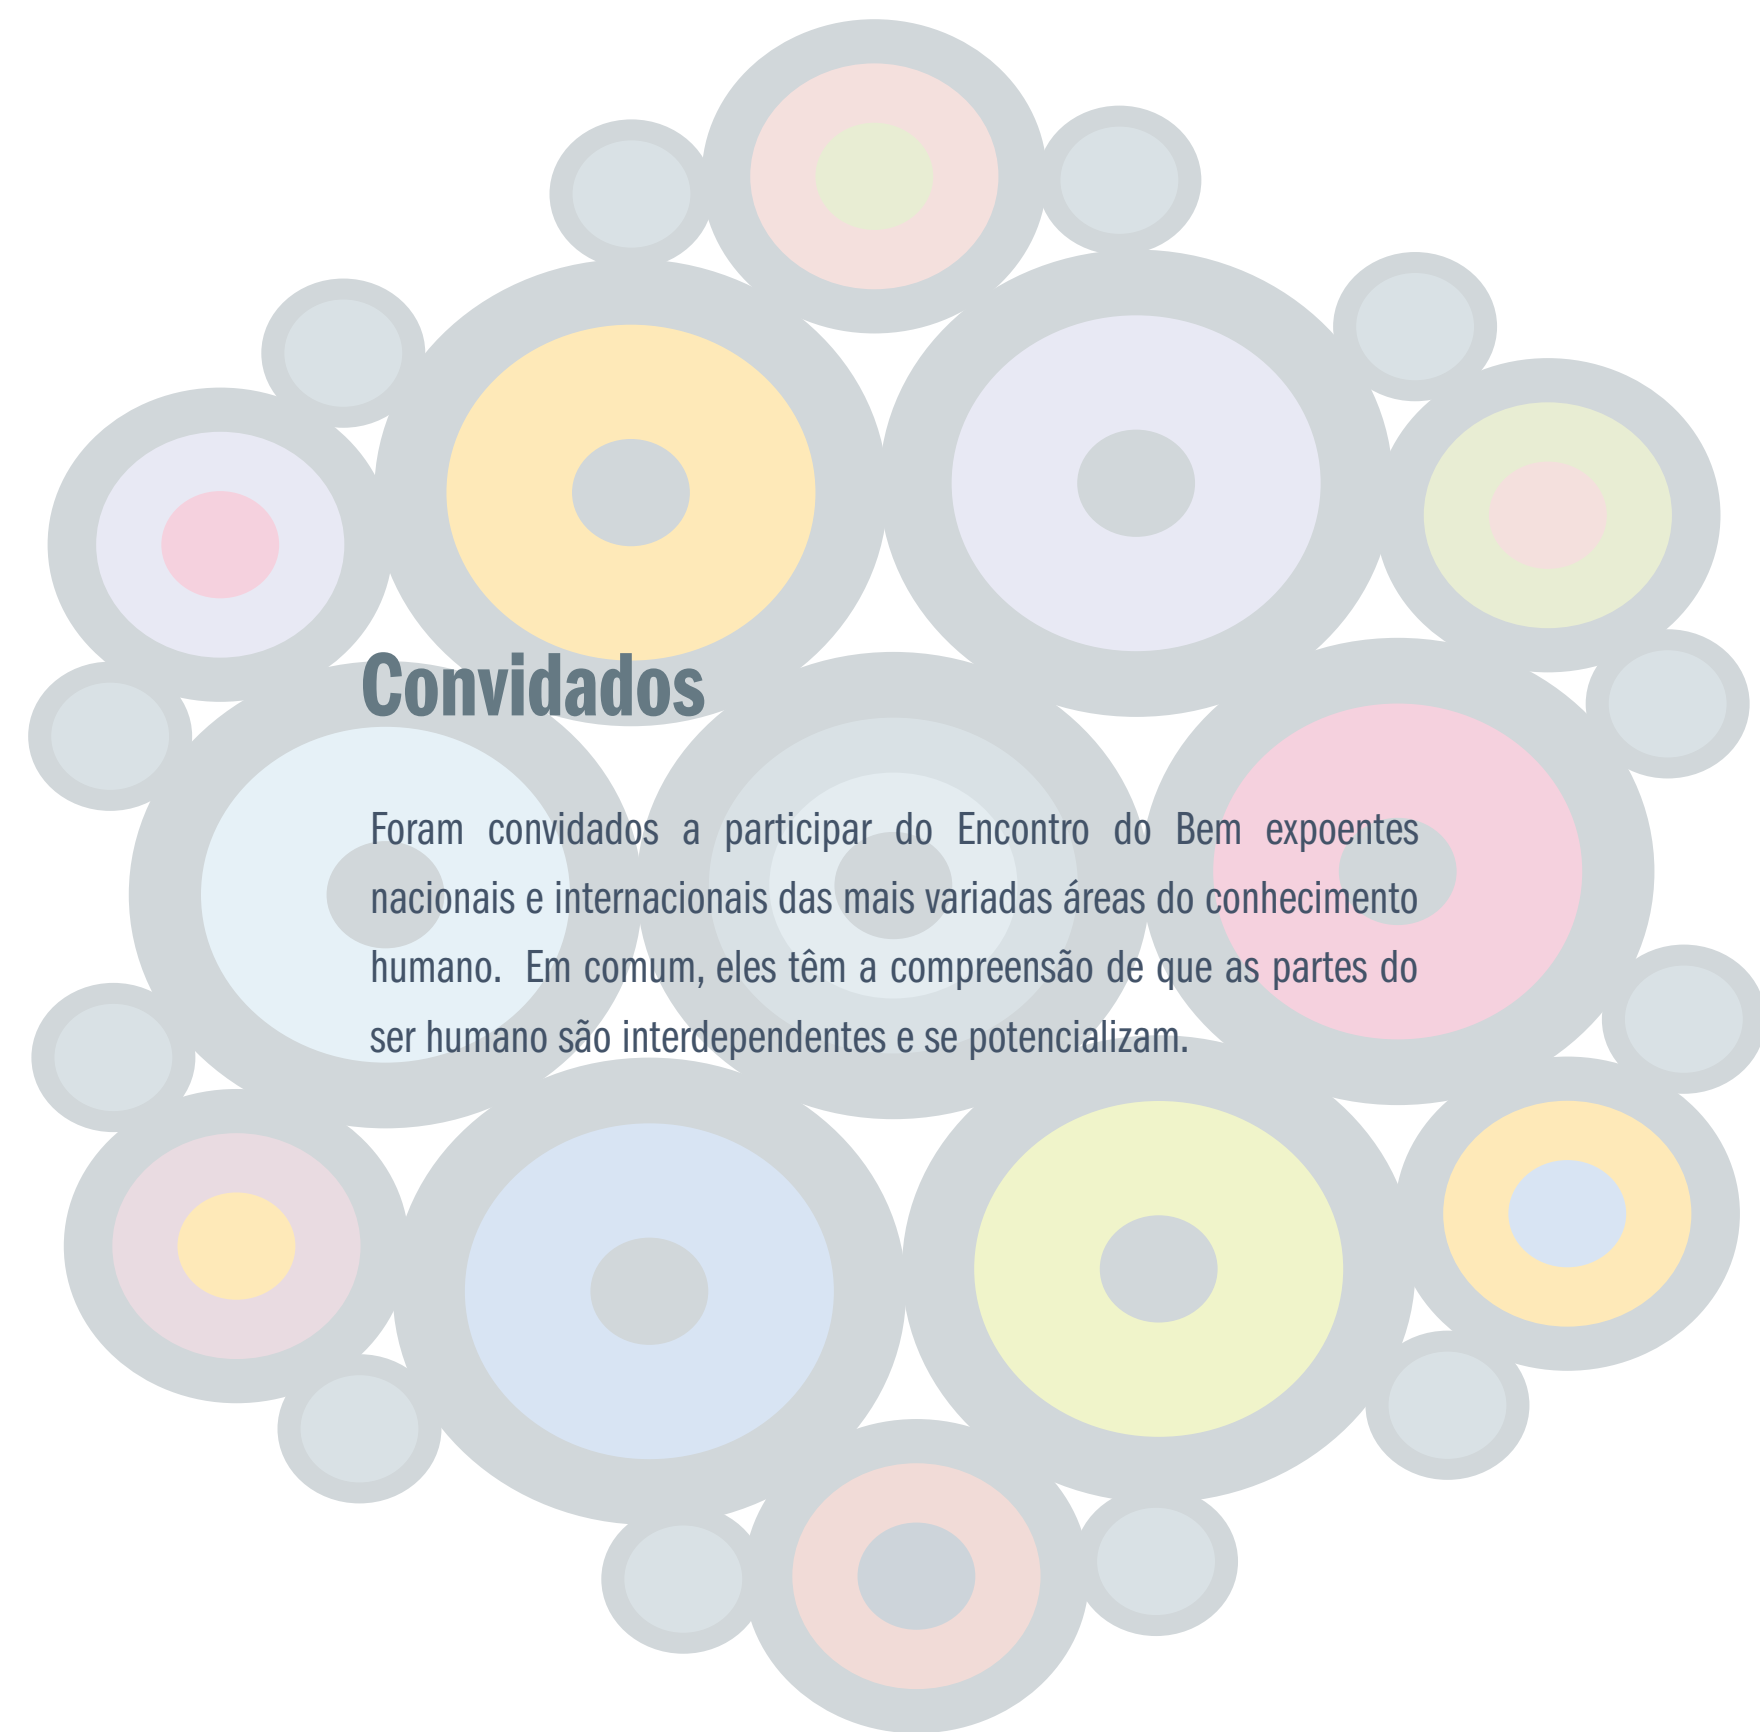 Convidados
Foram convidados a participar do Encontro do Bem expoentes
nacionais e internacionais das mais variadas áreas do conhecimento
humano. Em comum, eles têm a compreensão de que as partes do
ser humano são interdependentes e se potencializam.